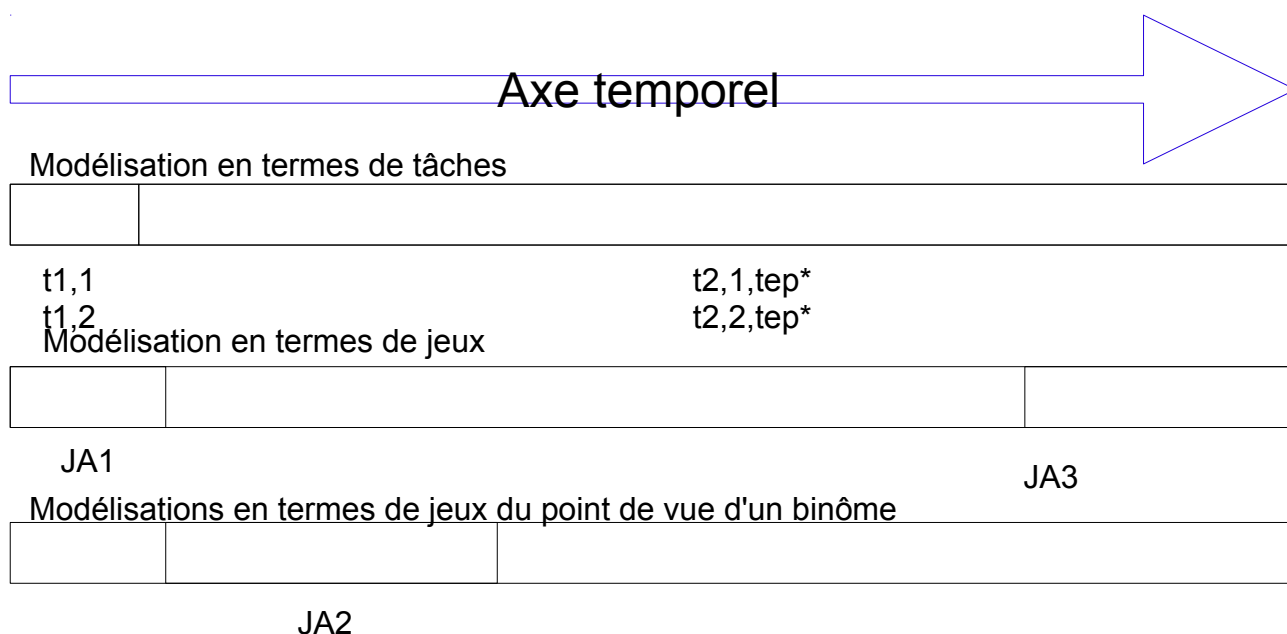 Axe temporel
Modélisation en termes de tâches
t1,1 t2,1,tep*
t1,2 t2,2,tep*
Modélisation en termes de jeux
JA1 JA3
Modélisations en termes de jeux du point de vue d'un binôme
JA2